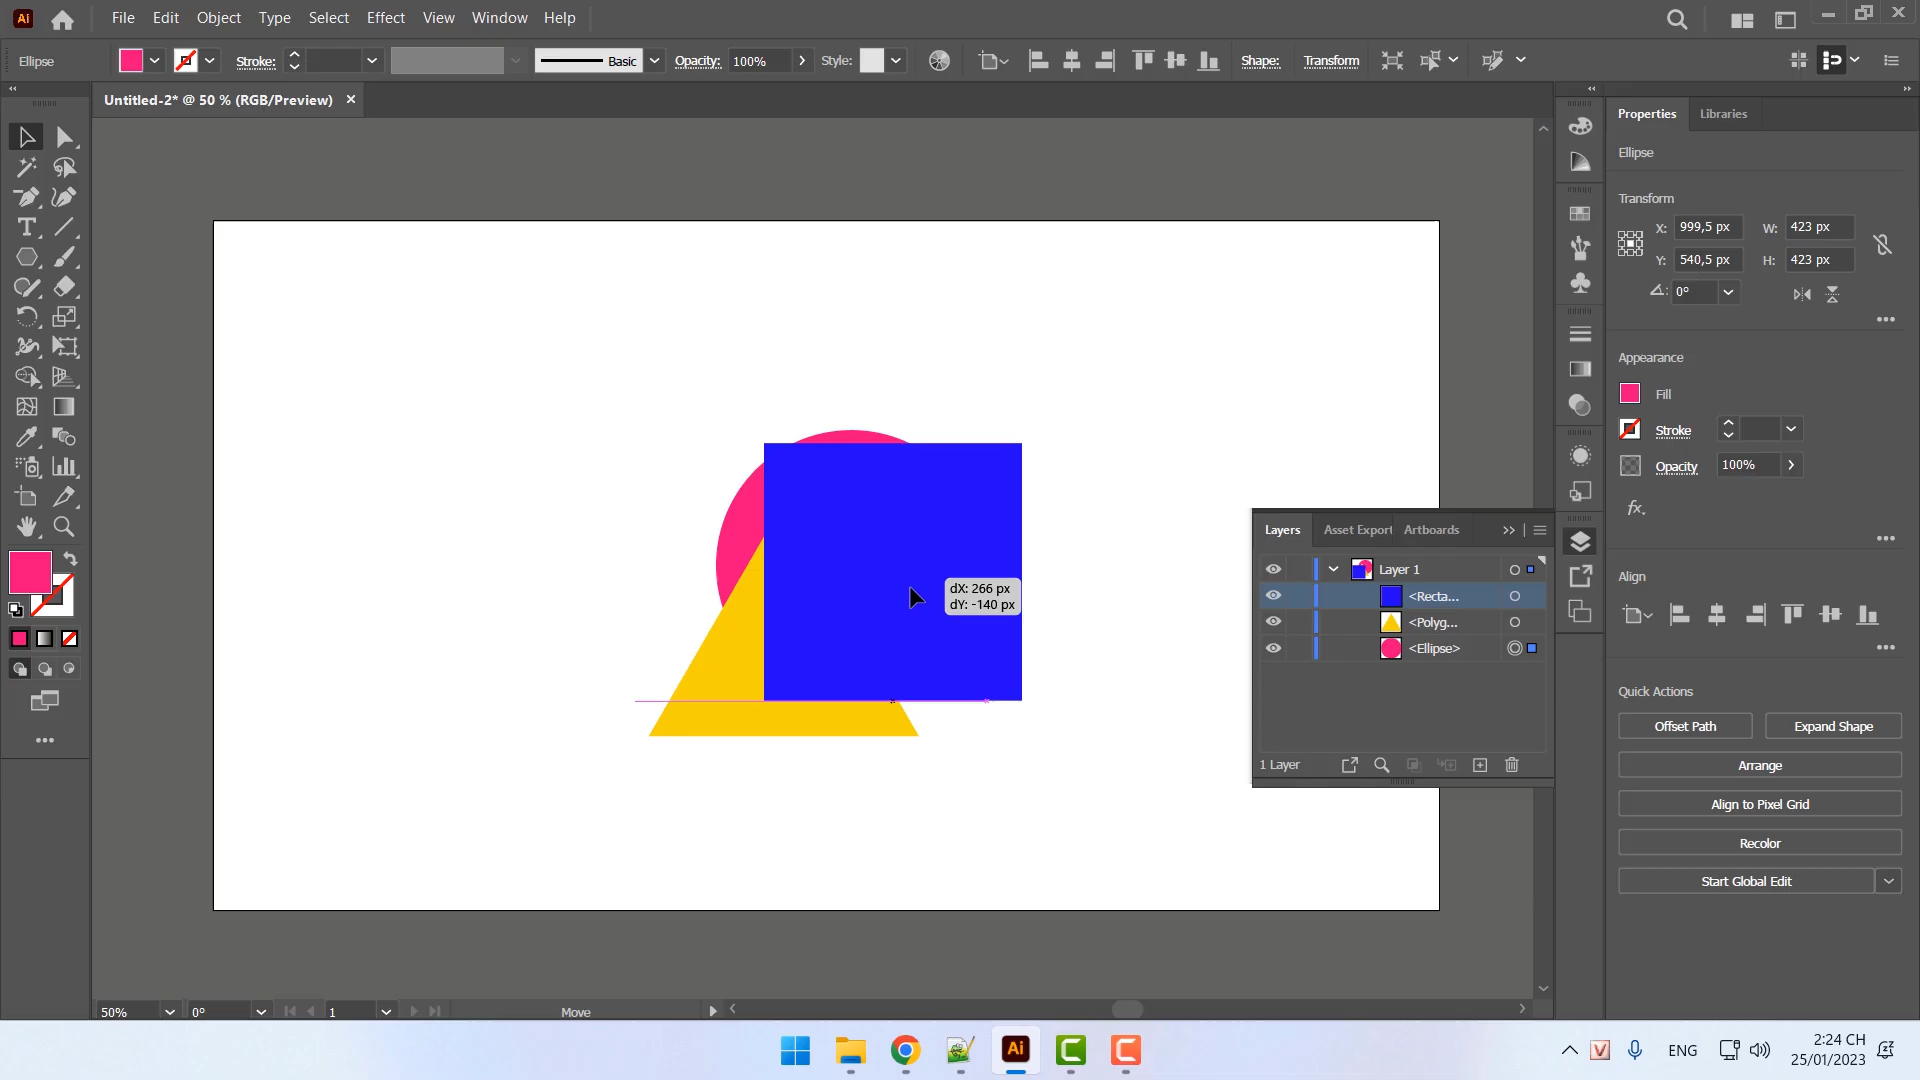 Ai File Edit Object Type Select Effect View Window Help
Ellipse Stroke: Basic Opacity: 100% Style: Shape: Transform
Untitled-2* @ 50 % (RGB/Preview)
Properties Libraries
Ellipse
Transform
X: 999,5 px W: 423 px
Y: 540,5 px H: 423 px
0°
Appearance
Fill
Stroke
Opacity 100%
fx.
Align
Quick Actions
Offset Path Expand Shape
Arrange
Align to Pixel Grid
Recolor
Start Global Edit
dX: 266 px
dY: -140 px
Layers Asset Export Artboards
Layer 1
<Recta...
<Polyg...
<Ellipse>
1 Layer
50% 0° 1 Move
Ai
ENG
2:24 CH
25/01/2023